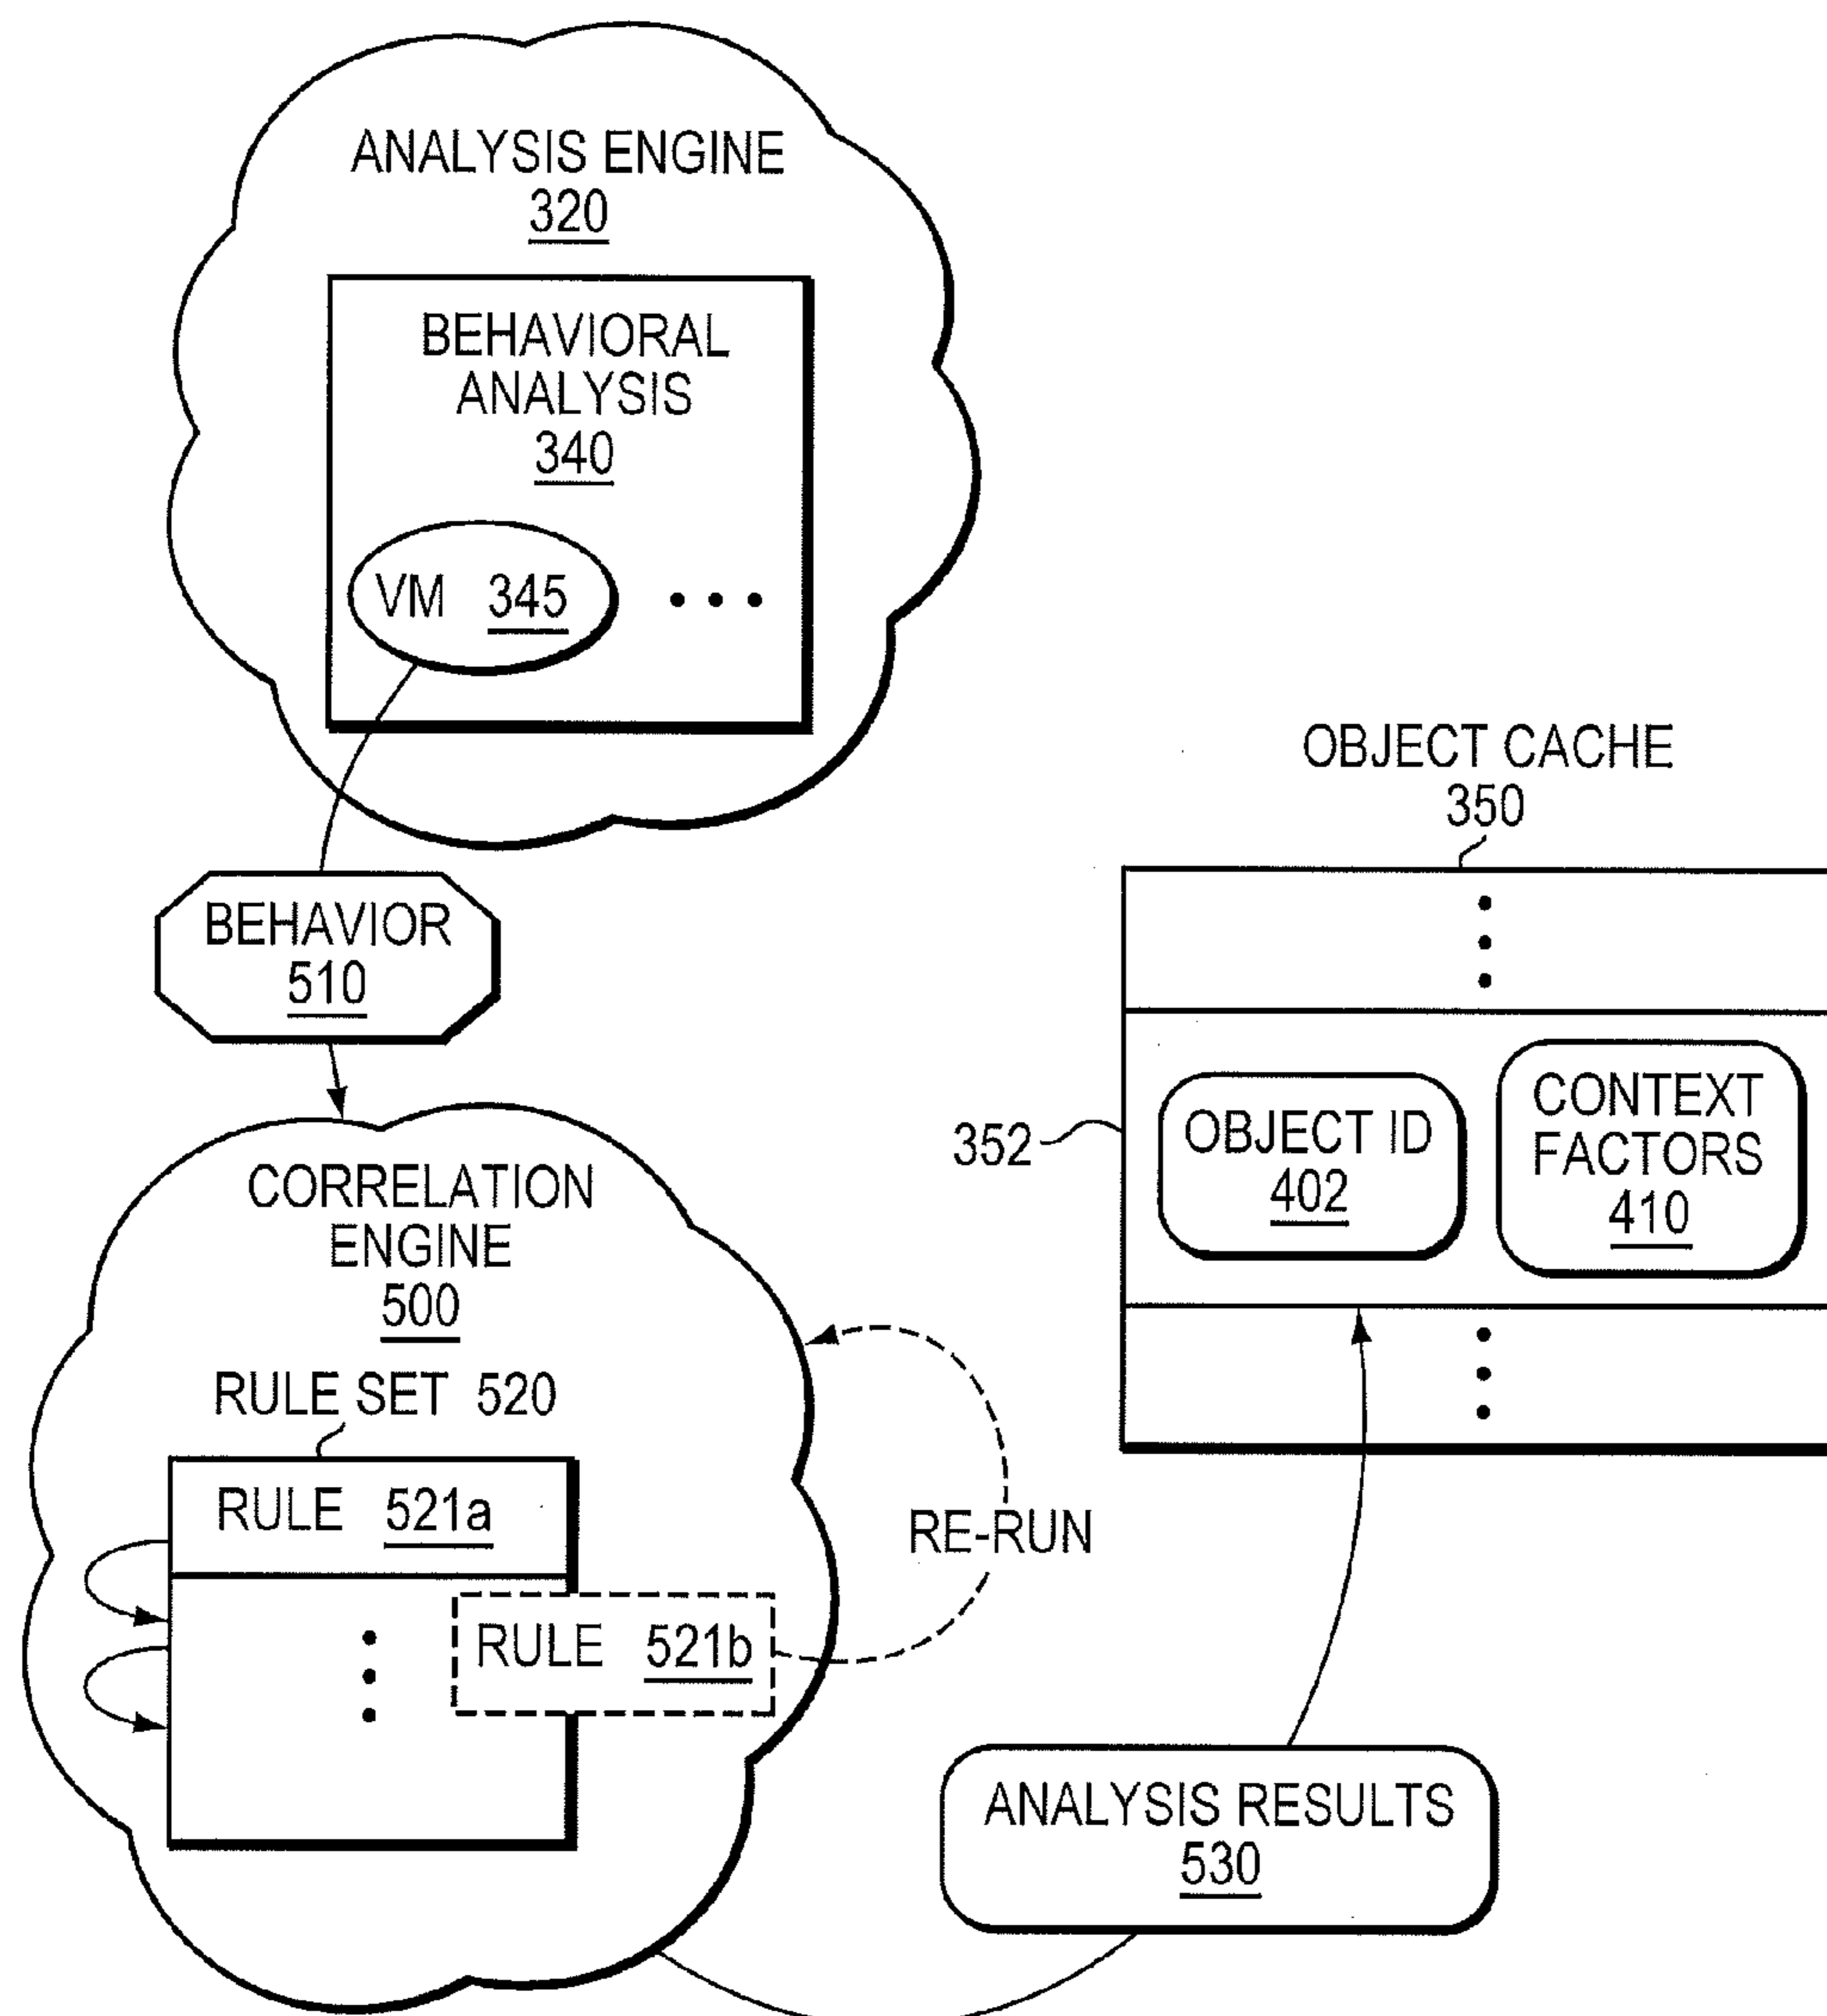 ANALYSIS ENGINE
320
BEHAVIORAL
ANALYSIS
340
VM 345
BEHAVIOR
510
OBJECT CACHE
350
352
OBJECT ID
402
CONTEXT
FACTORS
410
CORRELATION
ENGINE
500
RULE SET 520
RULE 521a
RULE 521b
RE-RUN
ANALYSIS RESULTS
530